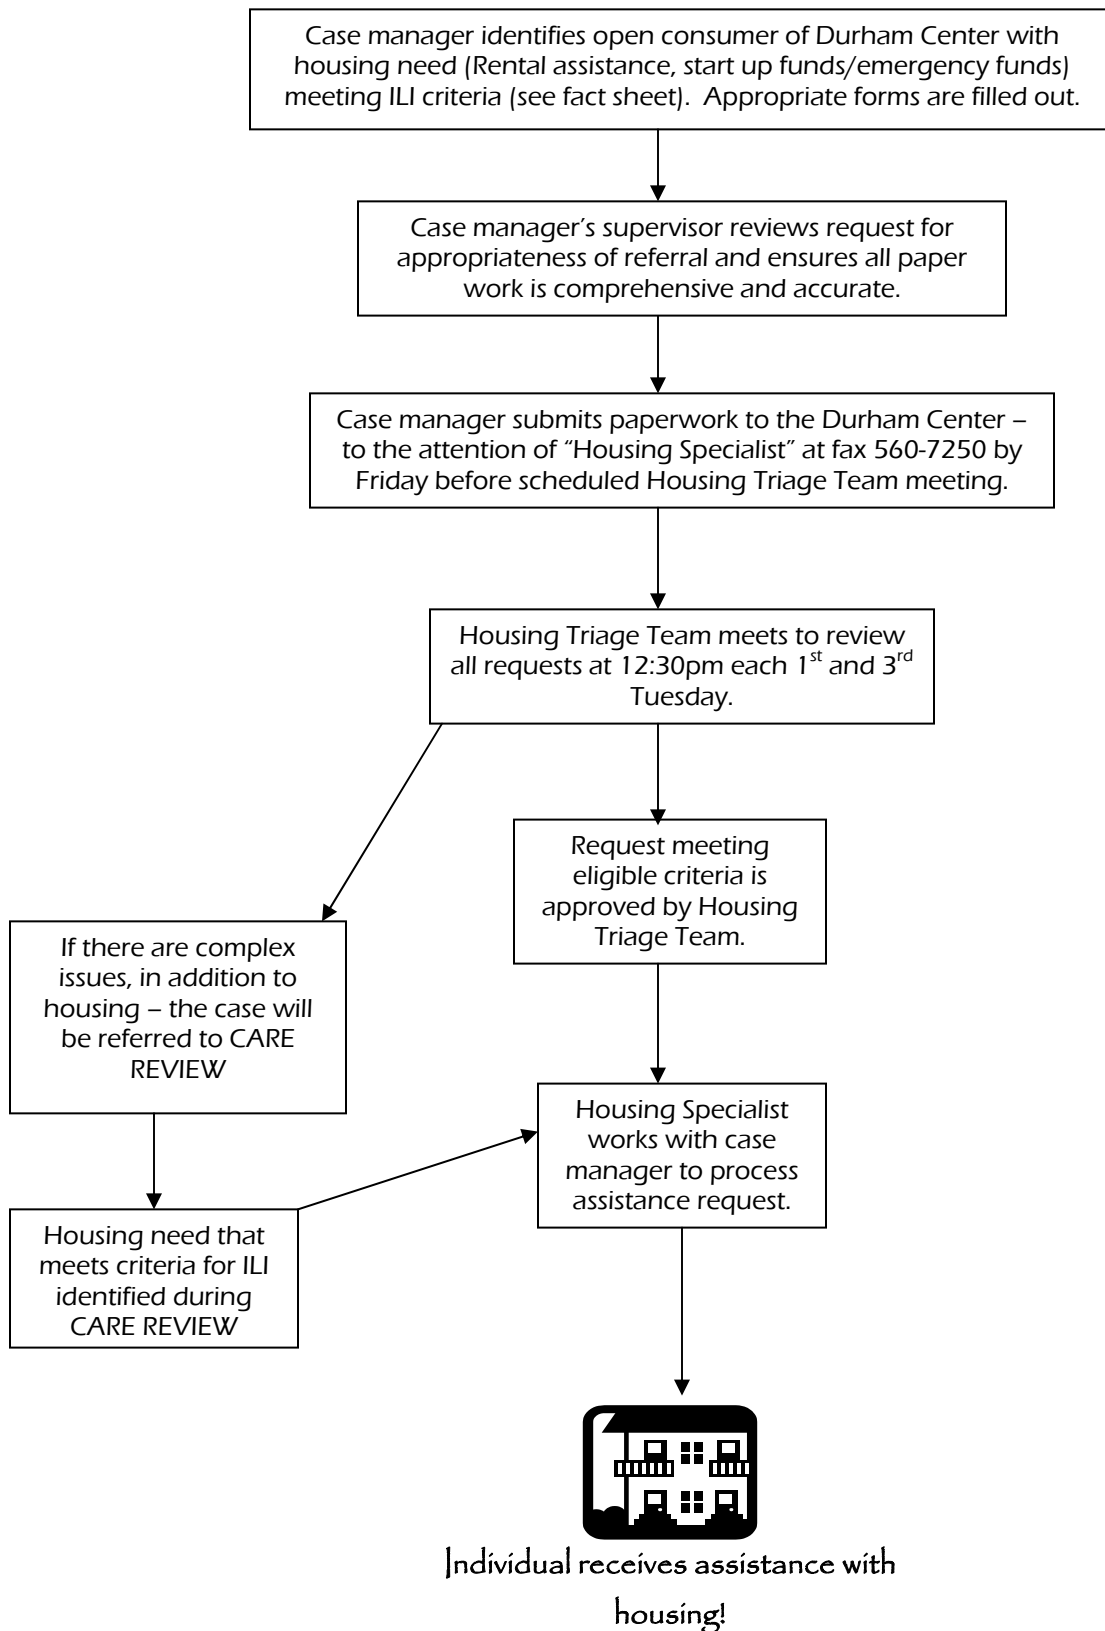 Case manager identifies open consumer of Durham Center with
housing need (Rental assistance, start up funds/emergency funds)
meeting ILI criteria (see fact sheet).  Appropriate forms are filled out.
Case manager’s supervisor reviews request for
appropriateness of referral and ensures all paper
work is comprehensive and accurate.
Case manager submits paperwork to the Durham Center –
to the attention of “Housing Specialist” at fax 560-7250 by
Friday before scheduled Housing Triage Team meeting.
Housing Triage Team meets to review
all requests at 12:30pm each 1st and 3rd
Tuesday.
Request meeting
eligible criteria is
approved by Housing
Triage Team.
If there are complex
issues, in addition to
housing – the case will
be referred to CARE
REVIEW
Housing Specialist
works with case
manager to process
assistance request.
Housing need that
meets criteria for ILI
identified during
CARE REVIEW
Individual receives assistance with
housing!